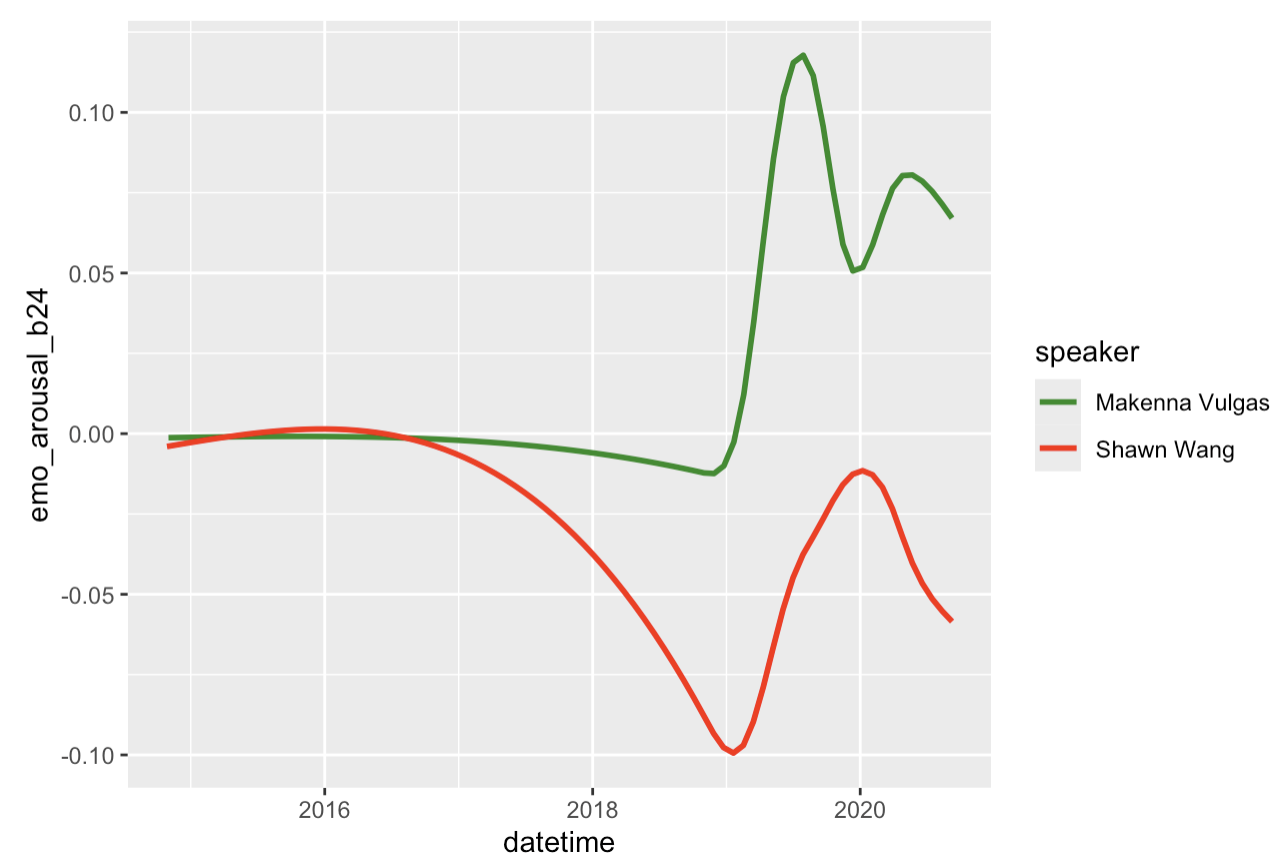 0.10
0.05
0.00
-0.05
-0.10
emo_arousal_b24
2016 2018 2020
datetime
speaker
Makenna Vulgas
Shawn Wang